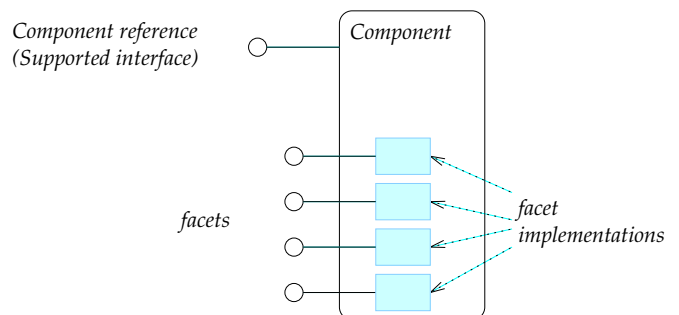 Component reference
(Supported interface)
Component
facets
facet
implementations